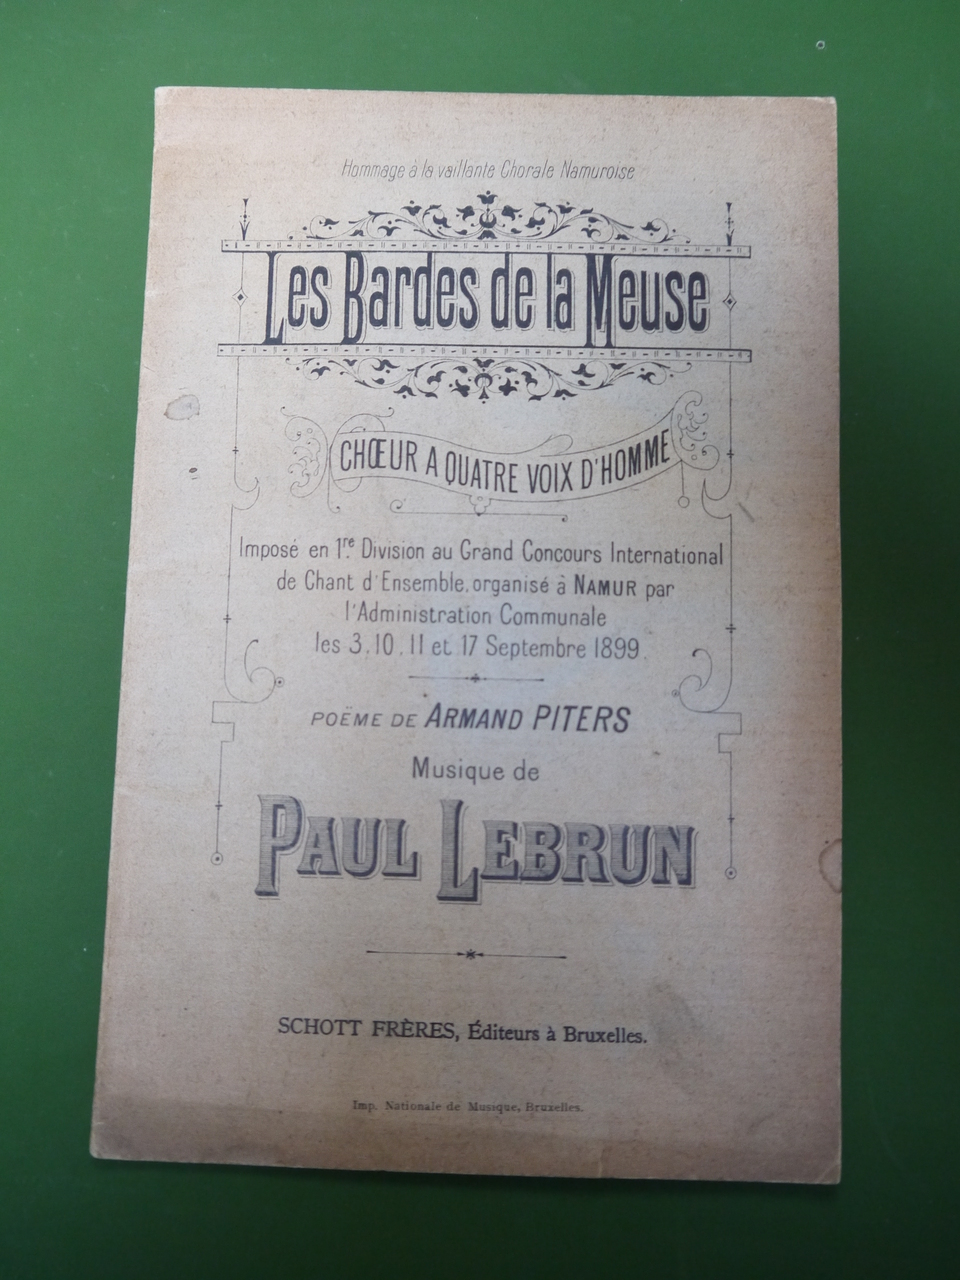 Hommage à la vaillante Chorale Namuroise
Les Bardes de la Meuse
CHŒUR A QUATRE VOIX D'HOMME
Imposé en 1re Division au Grand Concours International
de Chant d'Ensemble, organisé à NAMUR par
l'Administration Communale
les 3, 10, 11 et 17 Septembre 1899.
POËME DE ARMAND PITERS
Musique de
PAUL LEBRUN
SCHOTT FRÈRES, Éditeurs à Bruxelles.
Imp. Nationale de Musique, Bruxelles.